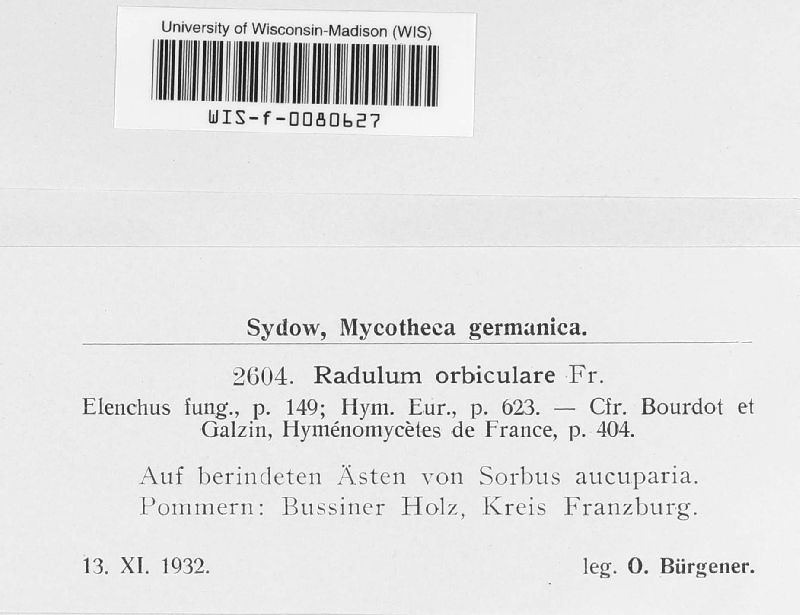 University of Wisconsin-Madison (WIS)
WIS-f-0080627
Sydow, Mycotheca germanica.
2604. Radulum orbiculare Fr.
Elenchus fung., p. 149; Hym. Eur., p. 623. — Cfr. Bourdot et
Galzin, Hyménomycètes de France, p. 404.
Auf berindeten Ästen von Sorbus aucuparia.
Pommern: Bussiner Holz, Kreis Franzburg.
13. XI. 1932. leg. O. Bürgener.